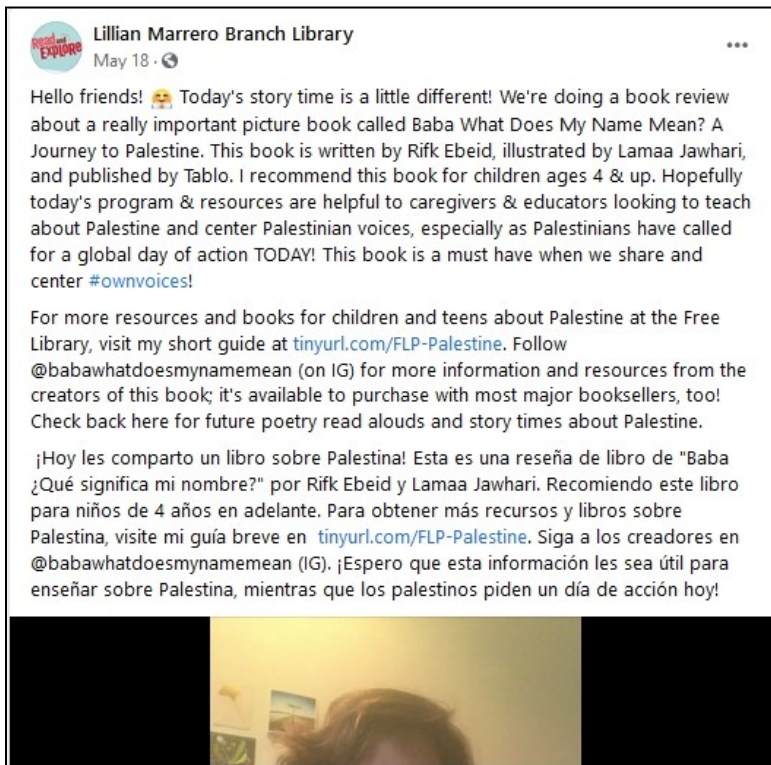 Read and
EXPLORE
Lillian Marrero Branch Library
May 18 ·
Hello friends! 🤗 Today's story time is a little different! We're doing a book review
about a really important picture book called Baba What Does My Name Mean? A
Journey to Palestine. This book is written by Rifk Ebeid, illustrated by Lamaa Jawhari,
and published by Tablo. I recommend this book for children ages 4 & up. Hopefully
today's program & resources are helpful to caregivers & educators looking to teach
about Palestine and center Palestinian voices, especially as Palestinians have called
for a global day of action TODAY! This book is a must have when we share and
center #ownvoices!
For more resources and books for children and teens about Palestine at the Free
Library, visit my short guide at tinyurl.com/FLP-Palestine. Follow
@babawhatdoesmynamemean (on IG) for more information and resources from the
creators of this book; it's available to purchase with most major booksellers, too!
Check back here for future poetry read alouds and story times about Palestine.
¡Hoy les comparto un libro sobre Palestina! Esta es una reseña de libro de "Baba
¿Qué significa mi nombre?" por Rifk Ebeid y Lamaa Jawhari. Recomiendo este libro
para niños de 4 años en adelante. Para obtener más recursos y libros sobre
Palestina, visite mi guía breve en tinyurl.com/FLP-Palestine. Siga a los creadores en
@babawhatdoesmynamemean (IG). ¡Espero que esta información les sea útil para
enseñar sobre Palestina, mientras que los palestinos piden un día de acción hoy!